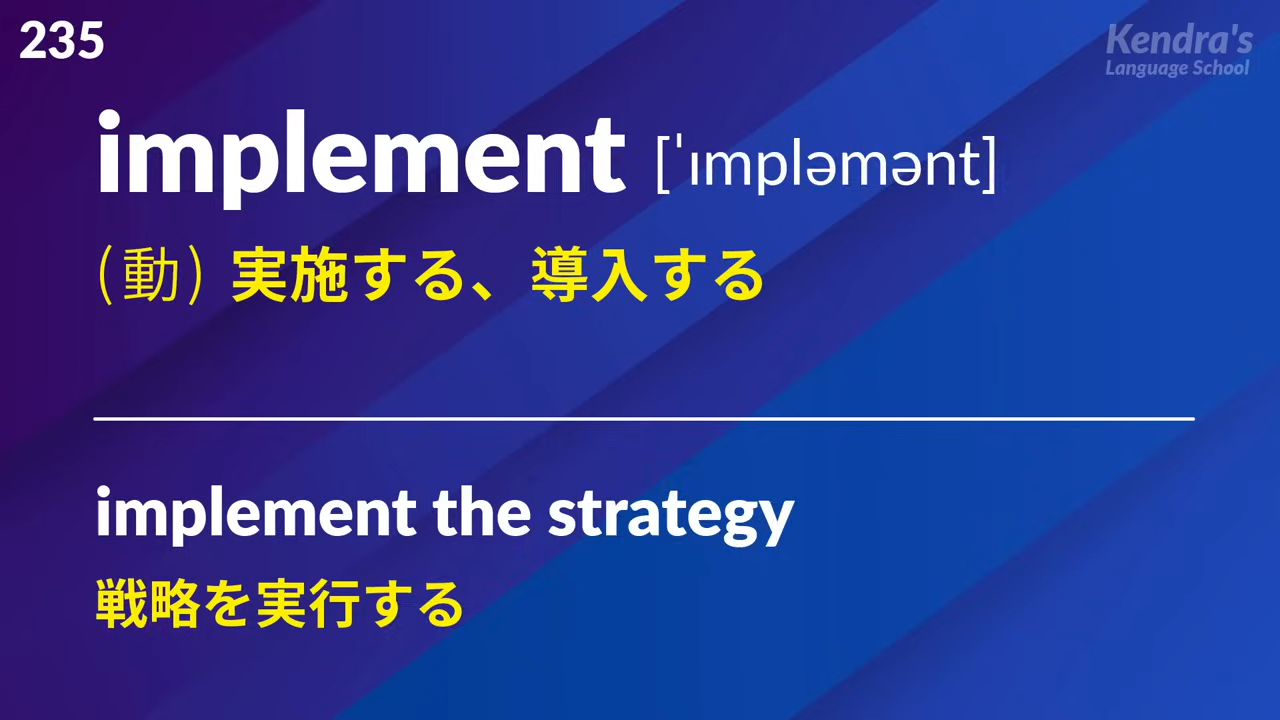 235
Kendra's
Language School
implement [ˈɪmpləmənt]
(動) 実施する、導入する
implement the strategy
戦略を実行する